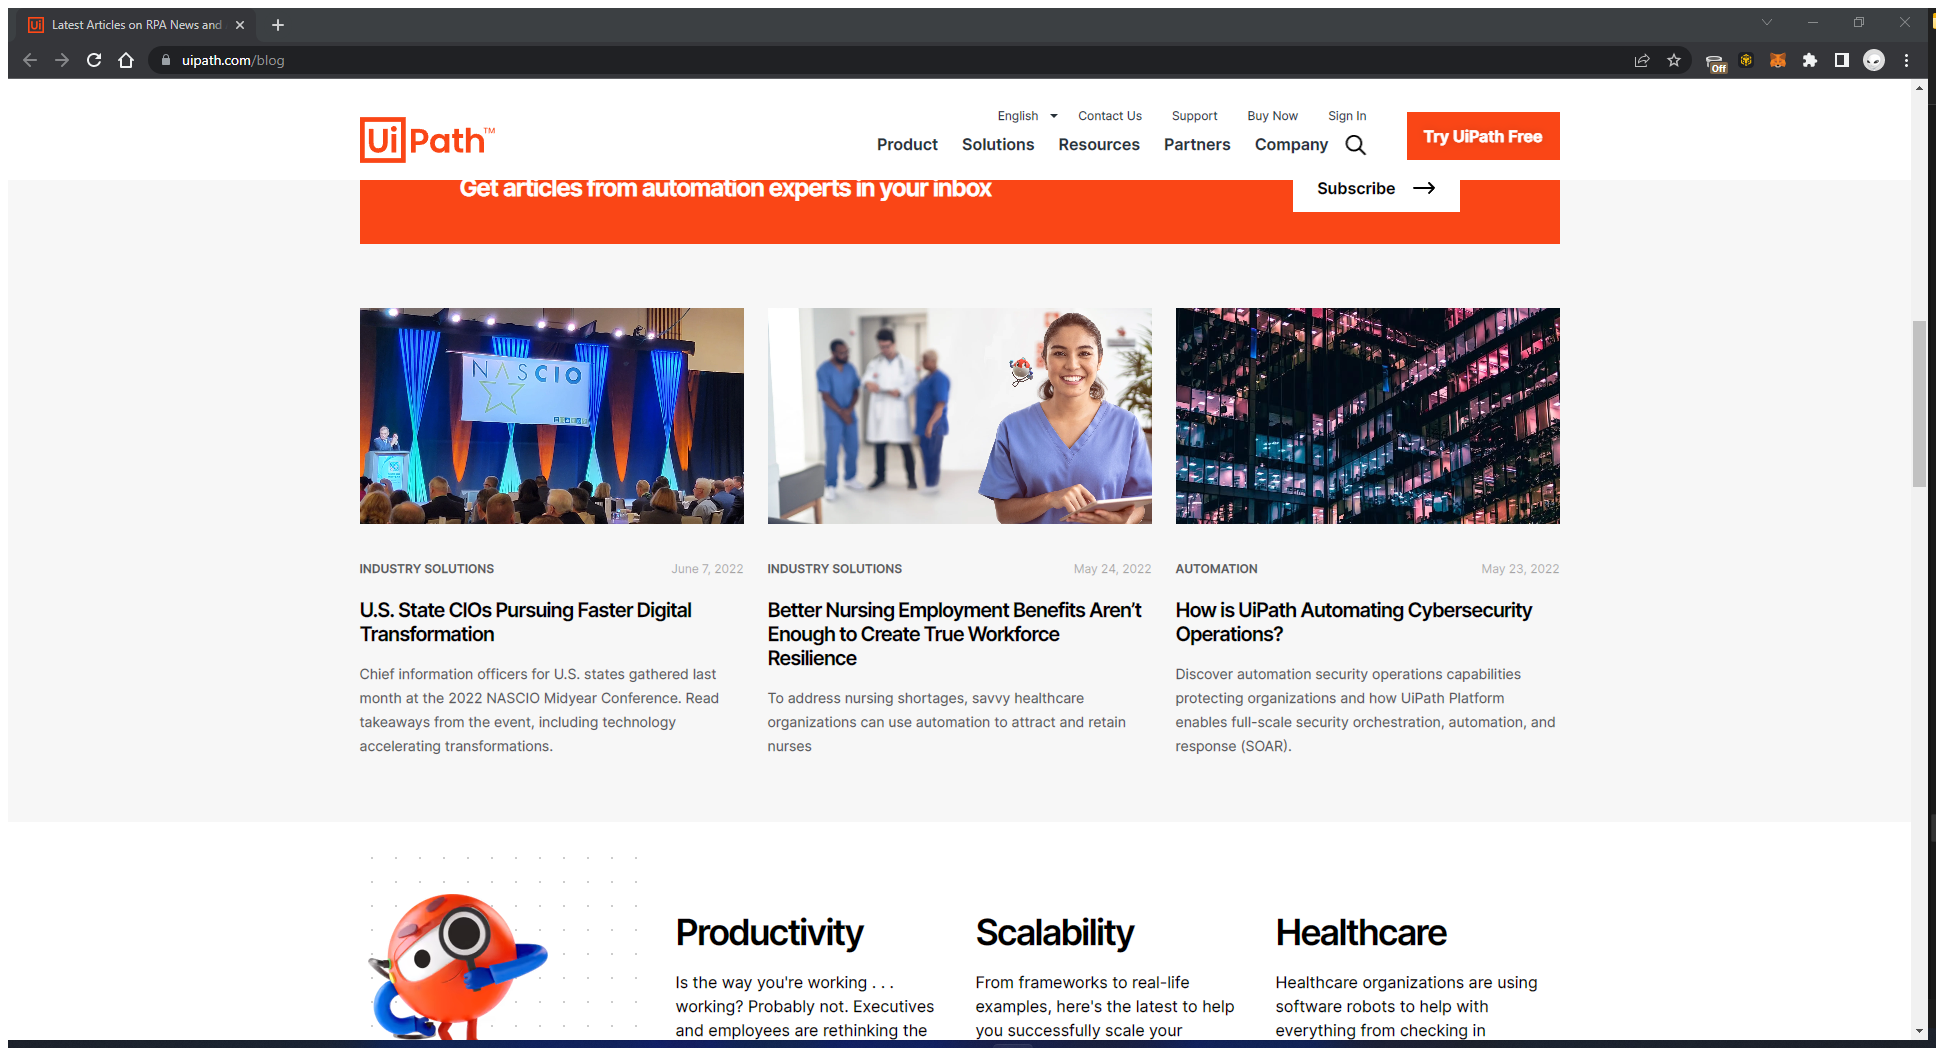 Latest Articles on RPA News and
uipath.com/blog
Off
English
Contact Us
Support
Buy Now
Sign In
UiPath™
Product
Solutions
Resources
Partners
Company
Try UiPath Free
Get articles from automation experts in your inbox
Subscribe
NASCIO
INDUSTRY SOLUTIONS
June 7, 2022
U.S. State CIOs Pursuing Faster Digital
Transformation
Chief information officers for U.S. states gathered last
month at the 2022 NASCIO Midyear Conference. Read
takeaways from the event, including technology
accelerating transformations.
INDUSTRY SOLUTIONS
May 24, 2022
Better Nursing Employment Benefits Aren’t
Enough to Create True Workforce
Resilience
To address nursing shortages, savvy healthcare
organizations can use automation to attract and retain
nurses
AUTOMATION
May 23, 2022
How is UiPath Automating Cybersecurity
Operations?
Discover automation security operations capabilities
protecting organizations and how UiPath Platform
enables full-scale security orchestration, automation, and
response (SOAR).
Productivity
Is the way you're working . . .
working? Probably not. Executives
and employees are rethinking the
Scalability
From frameworks to real-life
examples, here's the latest to help
you successfully scale your
Healthcare
Healthcare organizations are using
software robots to help with
everything from checking in